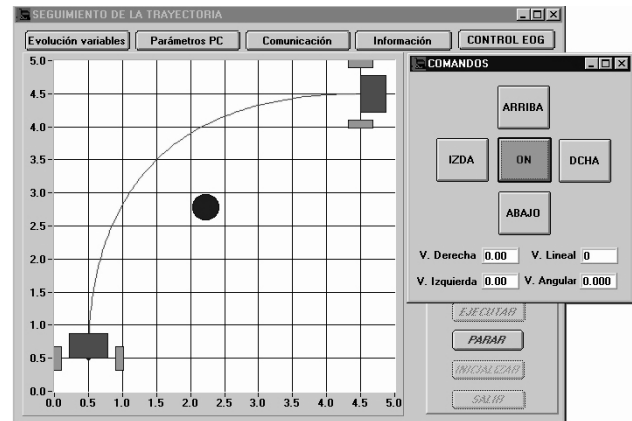 SEGUIMIENTO DE LA TRAYECTORIA
Evolución variables Parámetros PC Comunicación Información CONTROL EOG
COMANDOS
ARRIBA
IZDA ON DCHA
ABAJO
V. Derecha 0.00 V. Lineal 0
V. Izquierda 0.00 V. Angular 0.000
EJECUTAR
PARAR
INICIALIZAR
SALIR
5.0
4.5
4.0
3.5
3.0
2.5
2.0
1.5
1.0
0.5
0.0
0.0 0.5 1.0 1.5 2.0 2.5 3.0 3.5 4.0 4.5 5.0